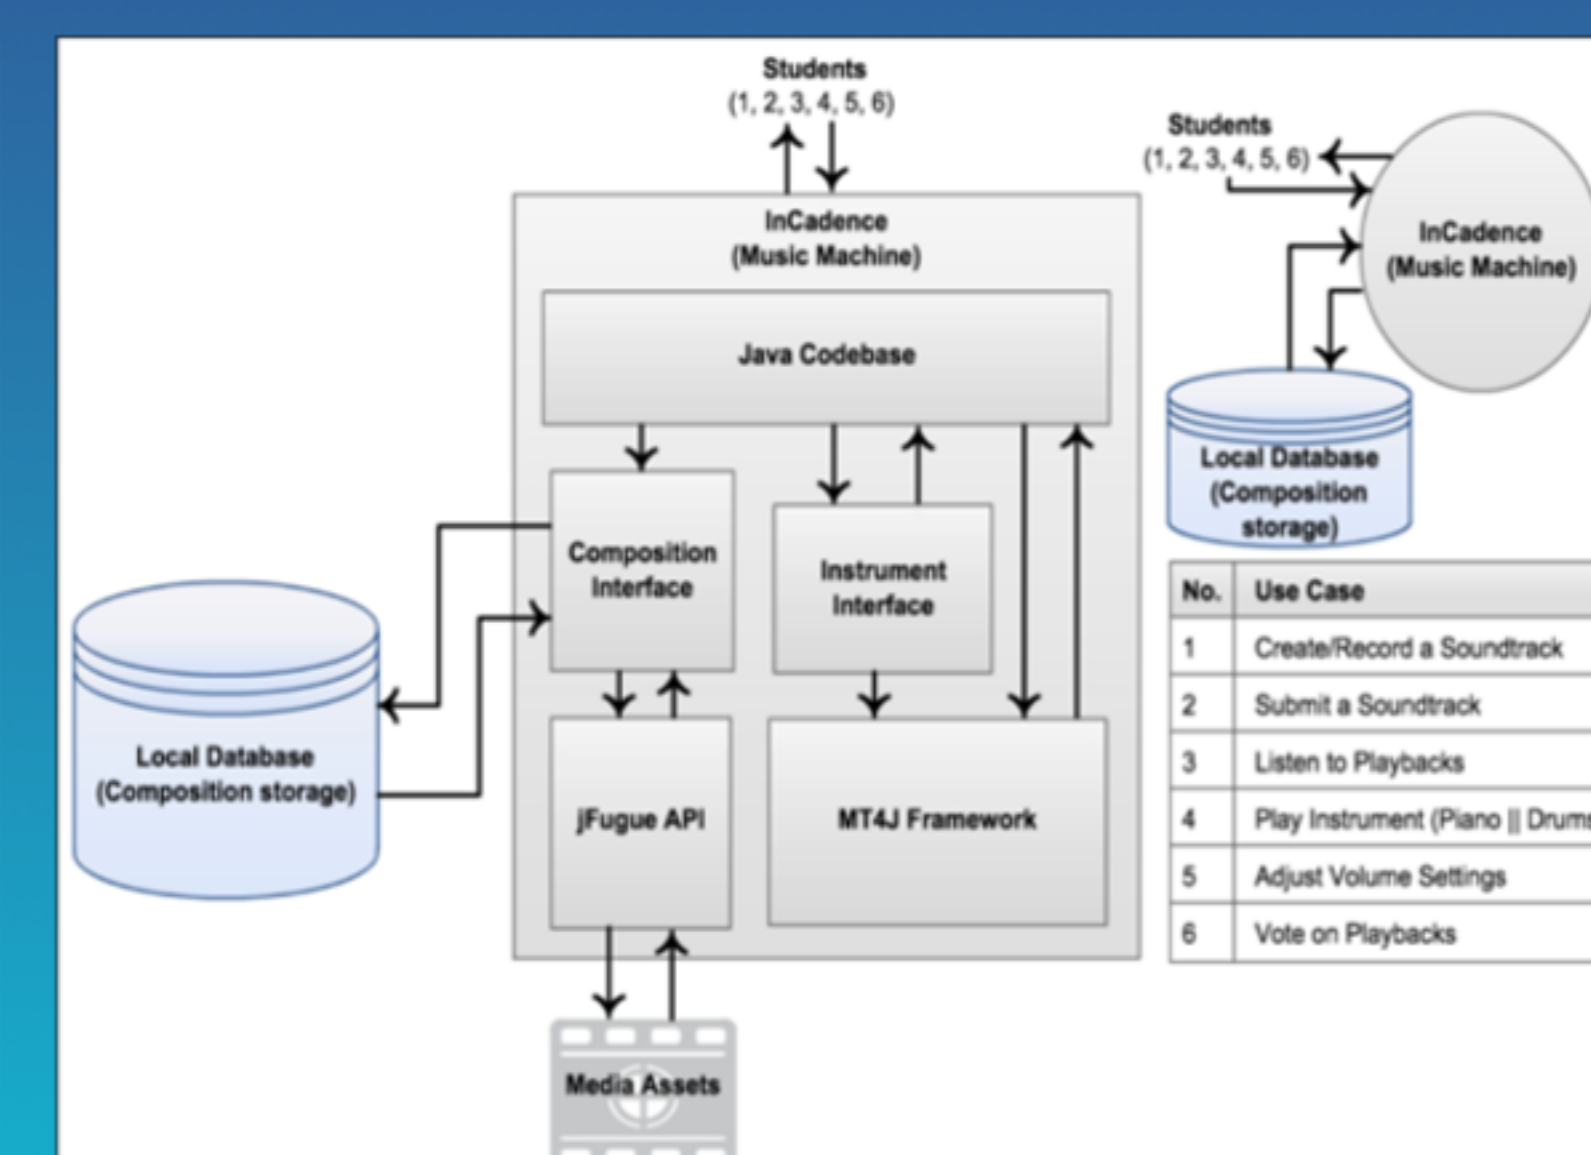 Students
(1, 2, 3, 4, 5, 6)
InCadence
(Music Machine)
Java Codebase
Composition
Interface
Instrument
Interface
jFugue API
MT4J Framework
Local Database
(Composition storage)
Media Assets
Students
(1, 2, 3, 4, 5, 6)
InCadence
(Music Machine)
Local Database
(Composition
storage)
No. Use Case
1 Create/Record a Soundtrack
2 Submit a Soundtrack
3 Listen to Playbacks
4 Play Instrument (Piano || Drums
5 Adjust Volume Settings
6 Vote on Playbacks